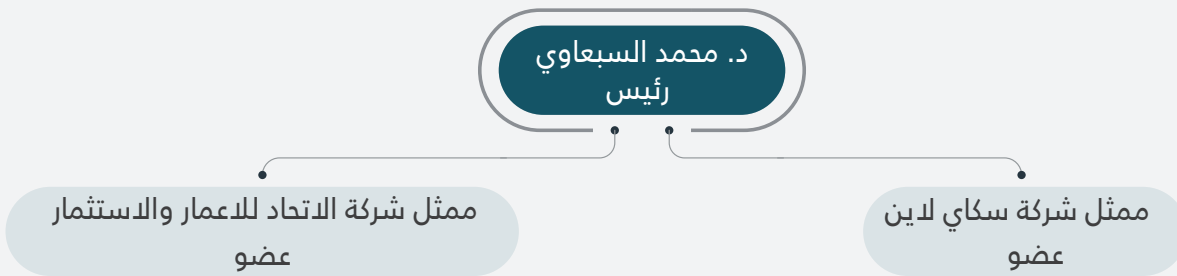 د. محمد السبعاوي
رئيس
ممثل شركة سكاي لاين
عضو
ممثل شركة الاتحاد للاعمار والاستثمار
عضو